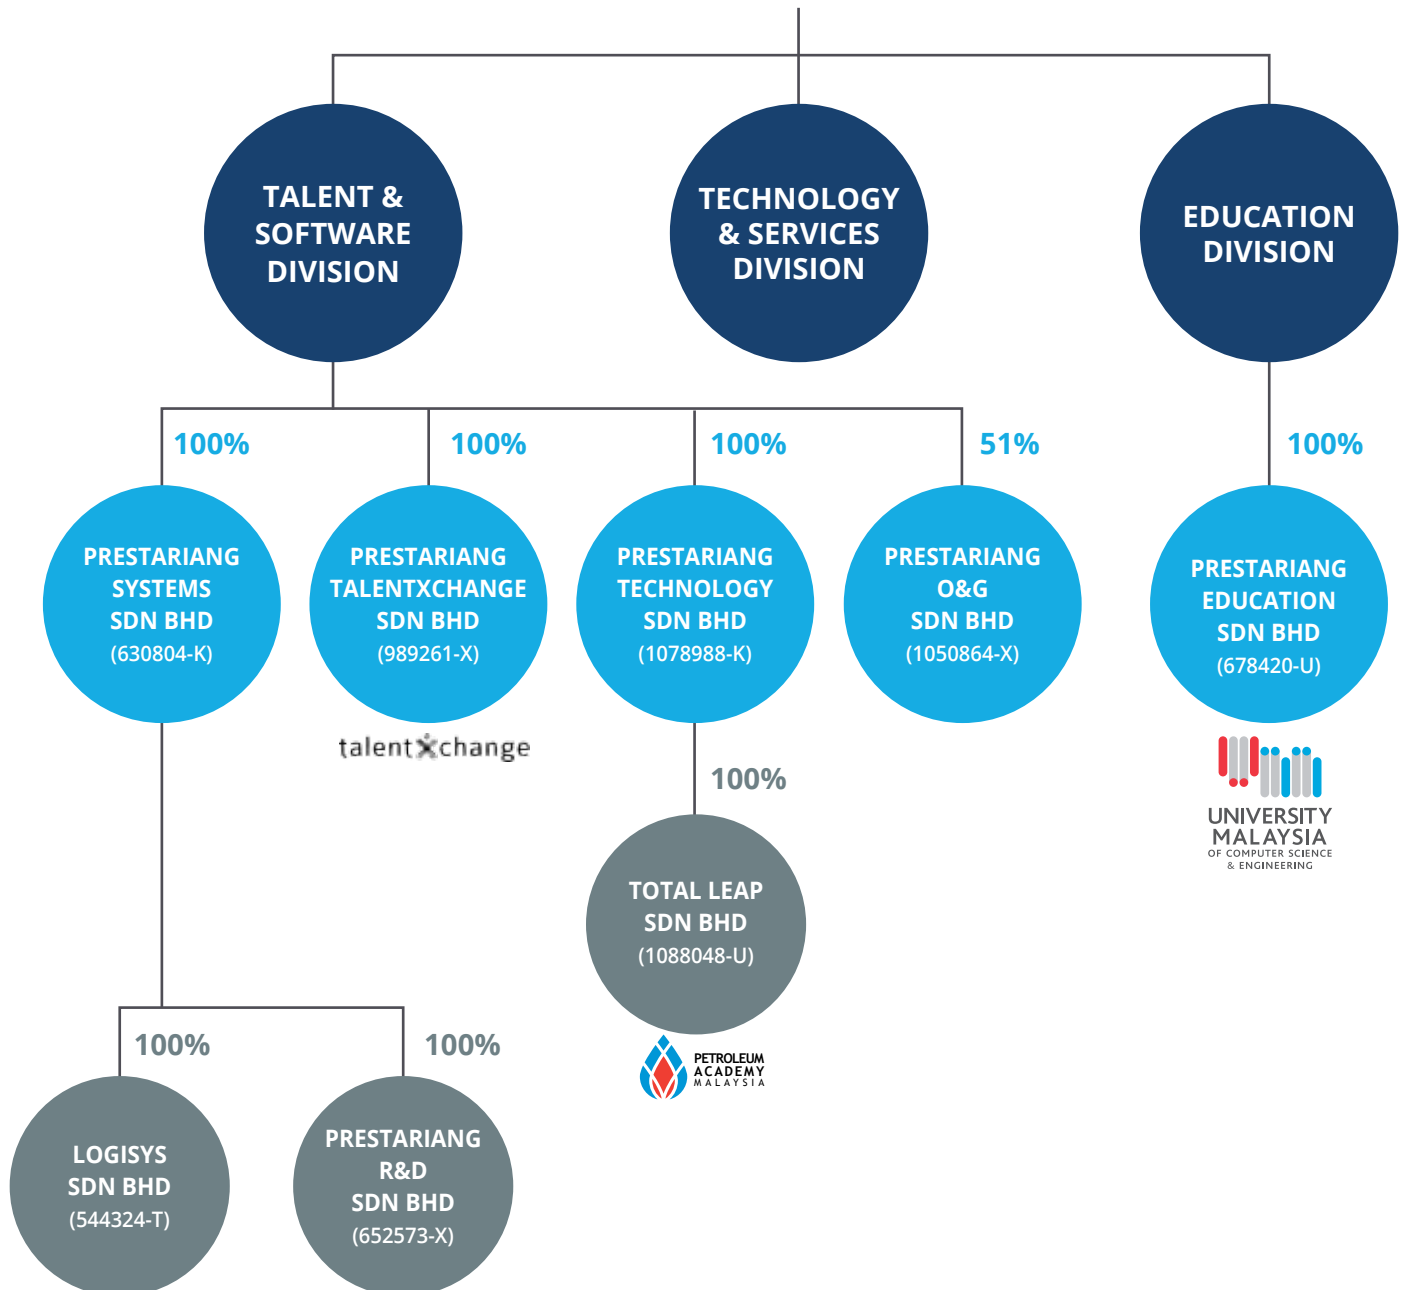 TALENT &
SOFTWARE
DIVISION
TECHNOLOGY
& SERVICES
DIVISION
EDUCATION
DIVISION
100%
100%
100%
51%
100%
PRESTARIANG
SYSTEMS
SDN BHD
(630804-K)
PRESTARIANG
TALENTXCHANGE
SDN BHD
(989261-X)
PRESTARIANG
TECHNOLOGY
SDN BHD
(1078988-K)
PRESTARIANG
O&G
SDN BHD
(1050864-X)
PRESTARIANG
EDUCATION
SDN BHD
(678420-U)
talentXchange
UNIVERSITY
MALAYSIA
OF COMPUTER SCIENCE
& ENGINEERING
100%
TOTAL LEAP
SDN BHD
(1088048-U)
PETROLEUM
ACADEMY
MALAYSIA
100%
100%
LOGISYS
SDN BHD
(544324-T)
PRESTARIANG
R&D
SDN BHD
(652573-X)